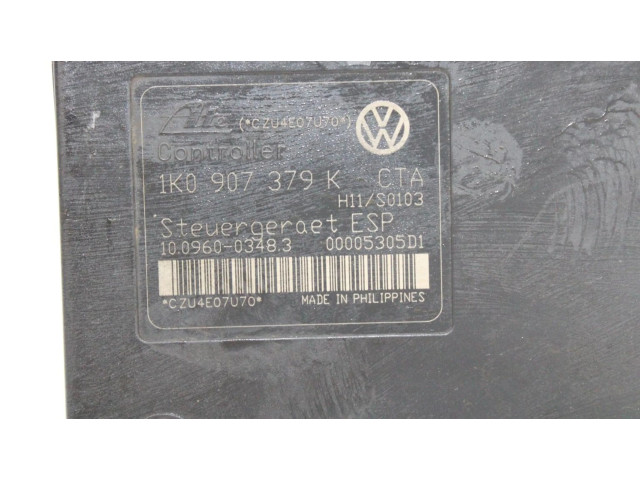 Ate (*CZU4E07U70*)
Controller
1K0 907 379 K CTA
H11/S0103
Steuergeraet ESP
10.0960-0348.3 00005305D1
*CZU4E07U70* MADE IN PHILIPPINES